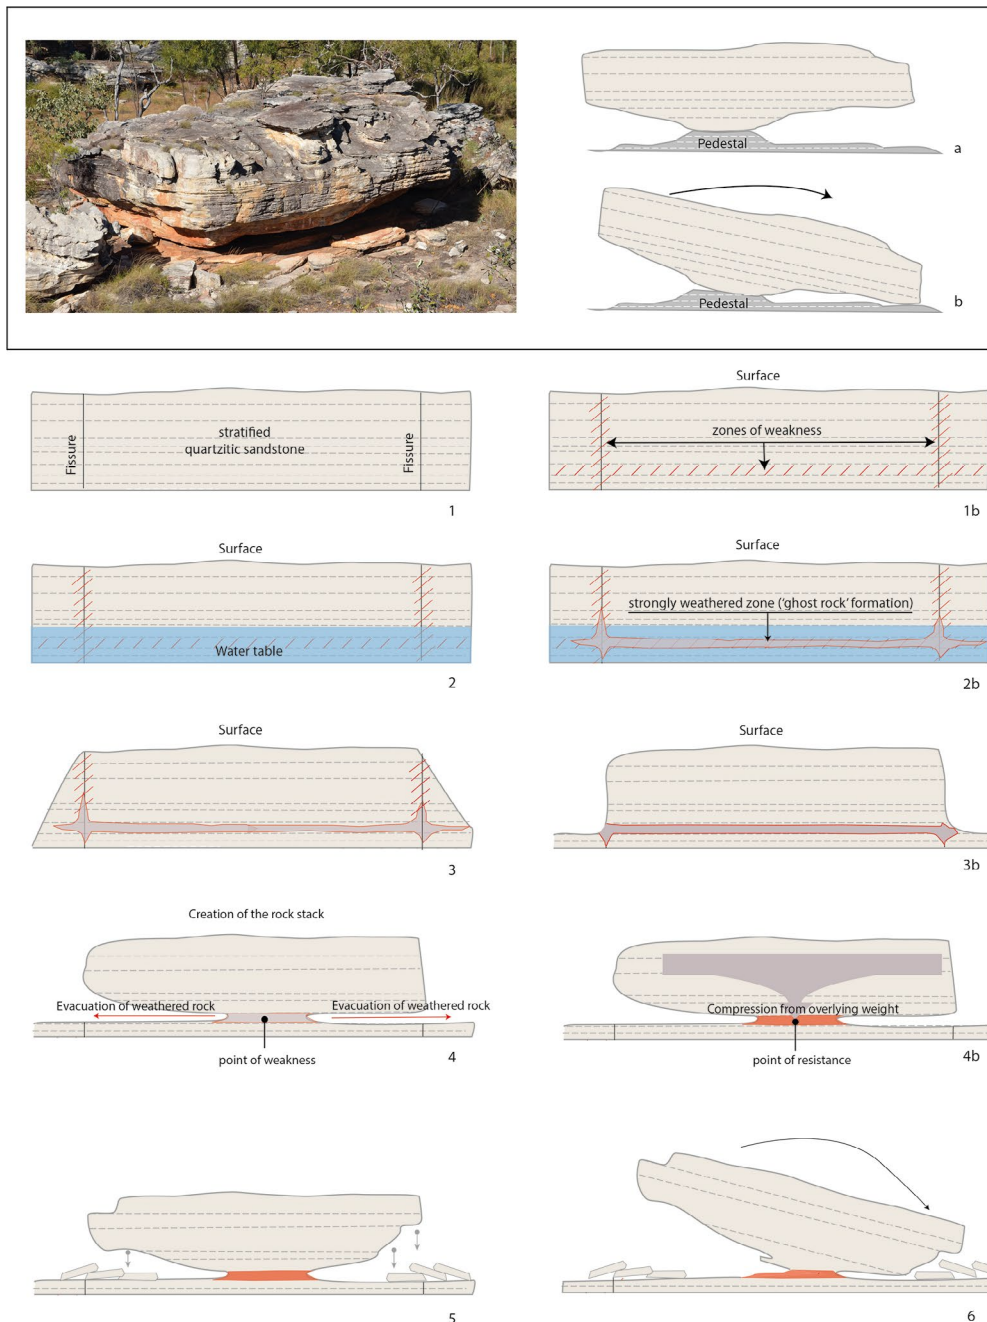 Pedestal
a
Pedestal
b
Fissure
stratified
quartzitic sandstone
Fissure
1
Surface
zones of weakness
1b
Surface
Water table
2
Surface
strongly weathered zone ('ghost rock' formation)
2b
Surface
3
Surface
3b
Creation of the rock stack
Evacuation of weathered rock
Evacuation of weathered rock
point of weakness
4
Compression from overlying weight
point of resistance
4b
5
6